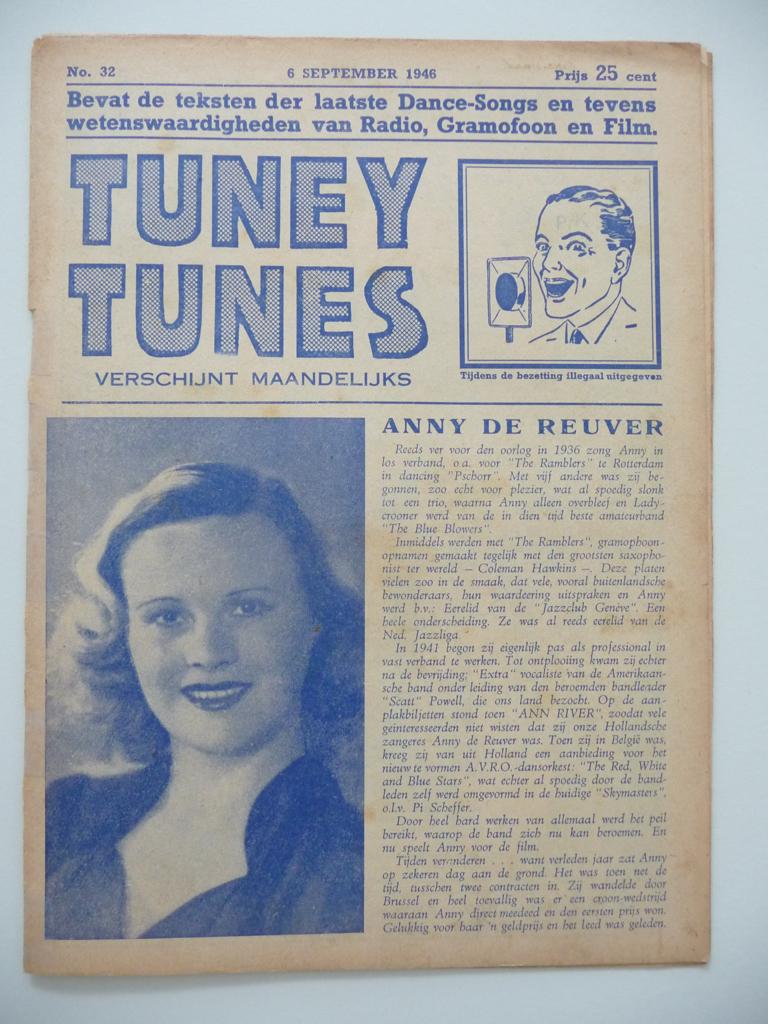 No. 32
6 SEPTEMBER 1946
Prijs 25 cent
Bevat de teksten der laatste Dance-Songs en tevens
wetenswaardigheden van Radio, Gramofoon en Film.
TUNEY
TUNES
VERSCHIJNT MAANDELIJKS
Tijdens de bezetting illegaal uitgegeven
ANNY DE REUVER
Reeds ver voor den oorlog in 1936 zong Anny in
los verband, o.a. voor "The Ramblers" te Rotterdam
in dancing "Pschorr". Met vijf andere was zij be-
gonnen, zoo echt voor plezier, wat al spoedig slonk
tot een trio, waarna Anny alleen overbleef en Lady-
crooner werd van de in dien tijd beste amateurband
"The Blue Blowers".
Inmiddels werden met "The Ramblers", gramophoon-
opnamen gemaakt tegelijk met den grootsten saxopho-
nist ter wereld — Coleman Hawkins —. Deze platen
vielen zoo in de smaak, dat vele, vooral buitenlandsche
bewonderaars, hun waardeering uitspraken en Anny
werd b.v.: Eerelid van de "Jazzclub Genève". Een
heele onderscheiding. Ze was al reeds eerelid van de
Ned. Jazzliga.
In 1941 begon zij eigenlijk pas als professional in
vast verband te werken. Tot ontplooiing kwam zij echter
na de bevrijding; "Extra" vocaliste van de Amerikaan-
sche band onder leiding van den beroemden bandleader
"Scatt" Powell, die ons land bezocht. Op de aan-
plakbiljetten stond toen "ANN RIVER", zoodat vele
geinteresseerden niet wisten dat zij onze Hollandsche
zangeres Anny de Reuver was. Toen zij in België was,
kreeg zij van uit Holland een aanbieding voor het
nieuw te vormen A.V.R.O.-dansorkest: "The Red, White
and Blue Stars", wat echter al spoedig door de band-
leden zelf werd omgevormd in de huidige "Skymasters",
o.l.v. Pi Scheffer.
Door heel hard werken van allemaal werd het peil
bereikt, waarop de band zich nu kan beroemen. En
nu speelt Anny voor de film.
Tijden veranderen . . . want verleden jaar zat Anny
op zekeren dag aan de grond. Het was toen net de
tijd, tusschen twee contracten in. Zij wandelde door
Brussel en heel toevallig was er een croon-wedstrijd
waaraan Anny direct meedeed en den eersten prijs won.
Gelukkig voor haar 'n geldprijs en het leed was geleden.